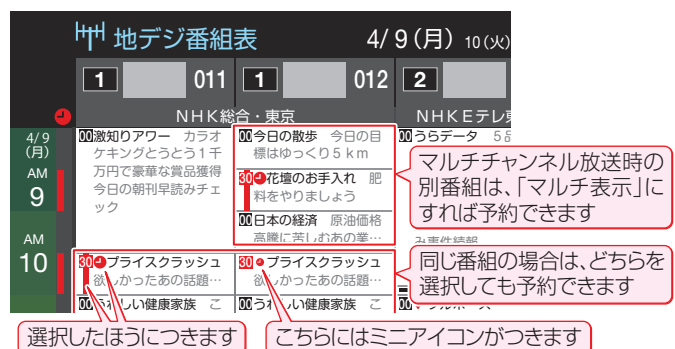 地デジ番組表
4/ 9(月) 10(火)
1 011 1 012 2
NHK総合・東京 NHKEテレ
4/9
(月)
AM
9
AM
10
00激知りアワー カラオ
ケキングとうとう1千
万円で豪華な賞品獲得
今日の朝刊早読みチェ
ック
00今日の散歩 今日の目
標はゆっくり5km
30花壇のお手入れ 肥
料をやりましょう
00日本の経済 原油価格
高騰に苦しむあの業…
00うらデータ 5
マルチチャンネル放送時の
別番組は、「マルチ表示」に
すれば予約できます
30プライスクラッシュ
欲しかったあの話題…
30プライスクラッシュ
欲しかったあの話題…
同じ番組の場合は、どちらを
選択しても予約できます
00うれしい健康家族 こ
00うれしい健康家族 こ
00
選択したほうにつきます
こちらにはミニアイコンがつきます